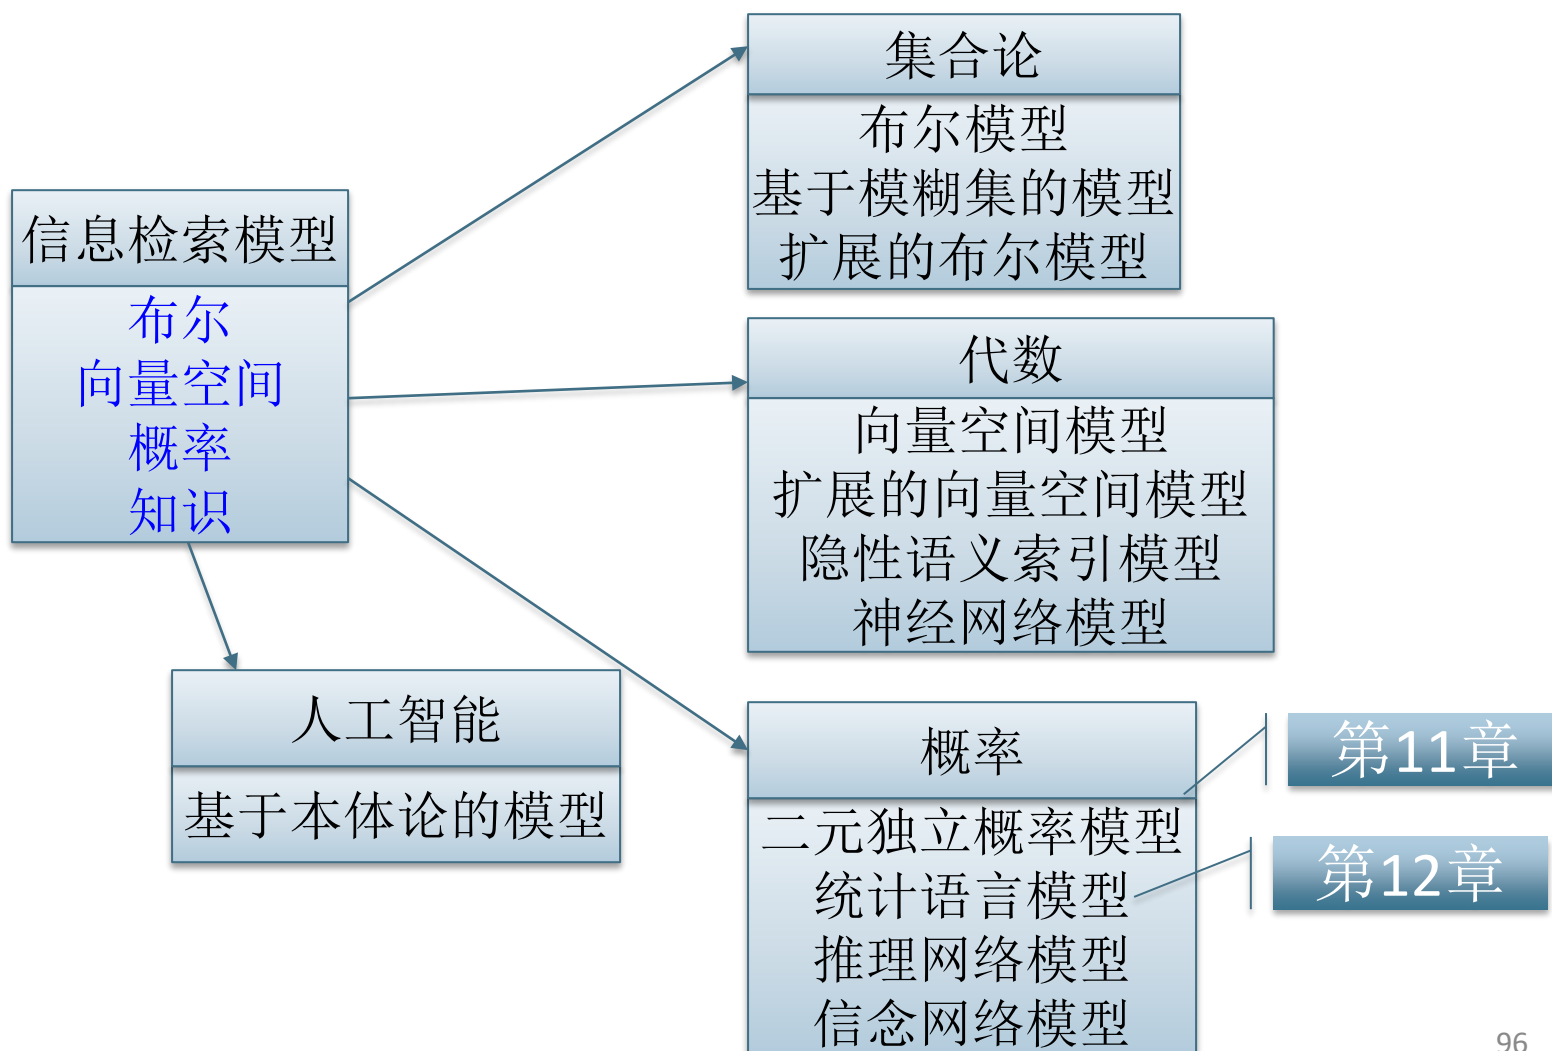 信息检索模型
布尔
向量空间
概率
知识
集合论
布尔模型
基于模糊集的模型
扩展的布尔模型
代数
向量空间模型
扩展的向量空间模型
隐性语义索引模型
神经网络模型
人工智能
基于本体论的模型
概率
二元独立概率模型
统计语言模型
推理网络模型
信念网络模型
第11章
第12章
96